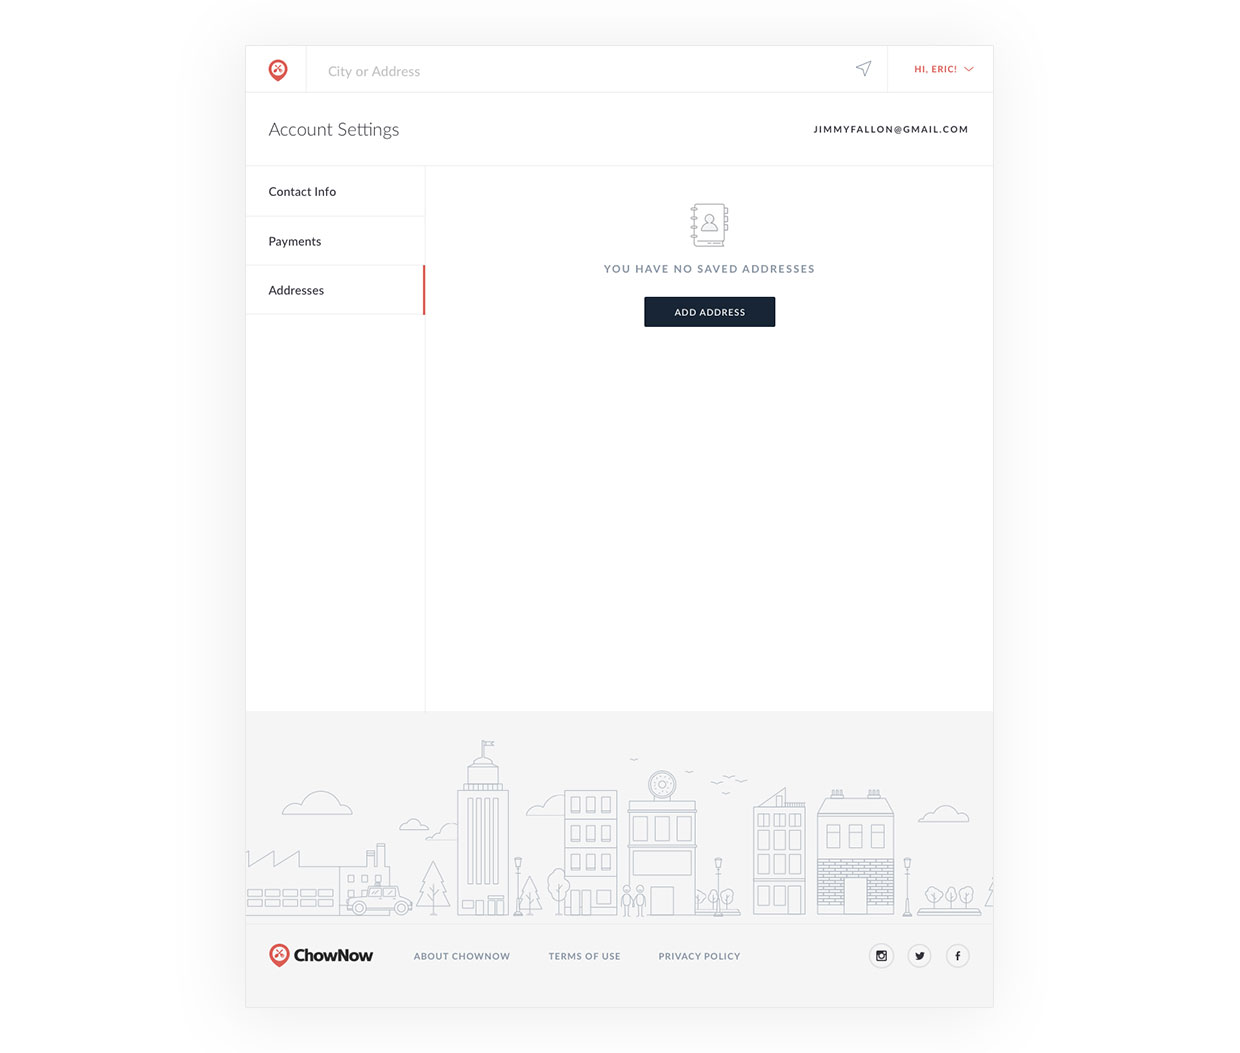 City or Address
HI, ERIC!
Account Settings
JIMMYFALLON@GMAIL.COM
Contact Info
Payments
Addresses
YOU HAVE NO SAVED ADDRESSES
ADD ADDRESS
ChowNow
ABOUT CHOWNOW
TERMS OF USE
PRIVACY POLICY